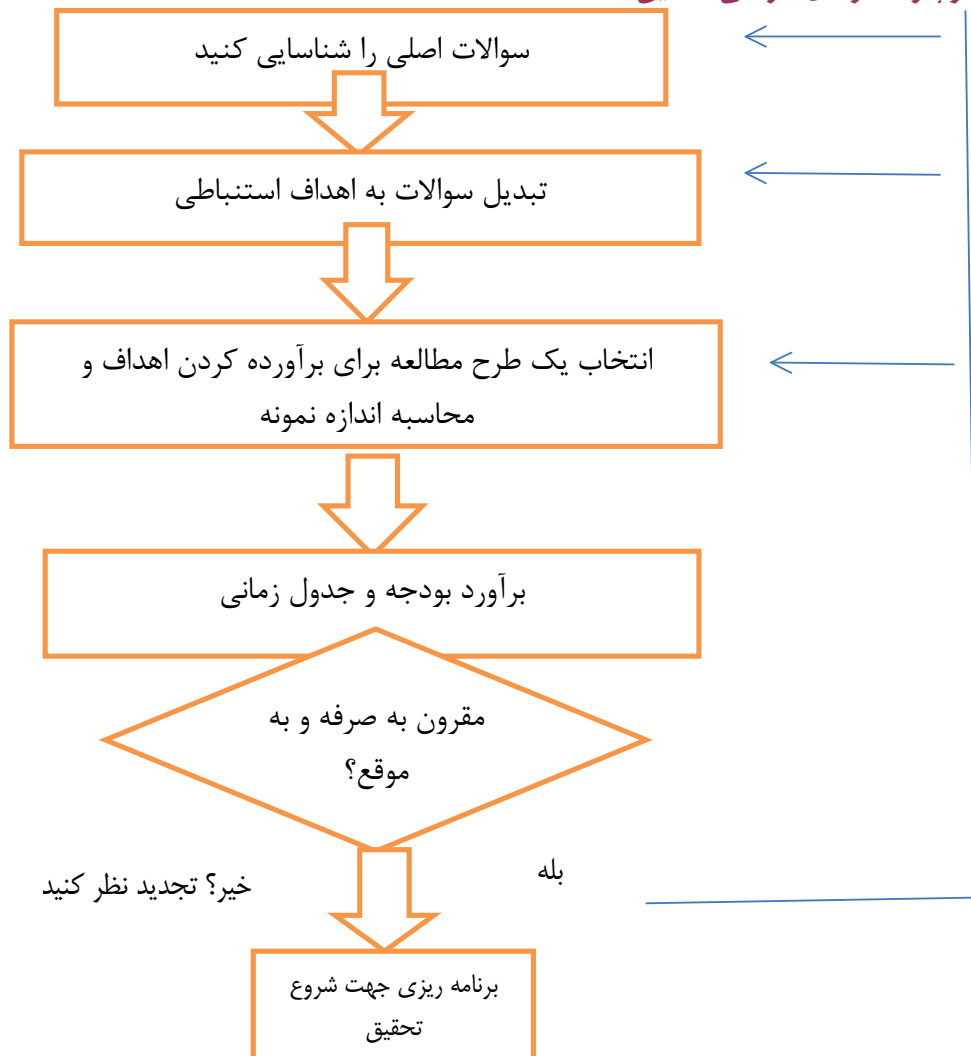 سوالات اصلی را شناسایی کنید
تبدیل سوالات به اهداف استنباطی
انتخاب یک طرح مطالعه برای برآورده کردن اهداف و
محاسبه اندازه نمونه
برآورد بودجه و جدول زمانی
مقرون به صرفه و به
موقع؟
بله
خیر؟ تجدید نظر کنید
برنامه ریزی جهت شروع
تحقیق